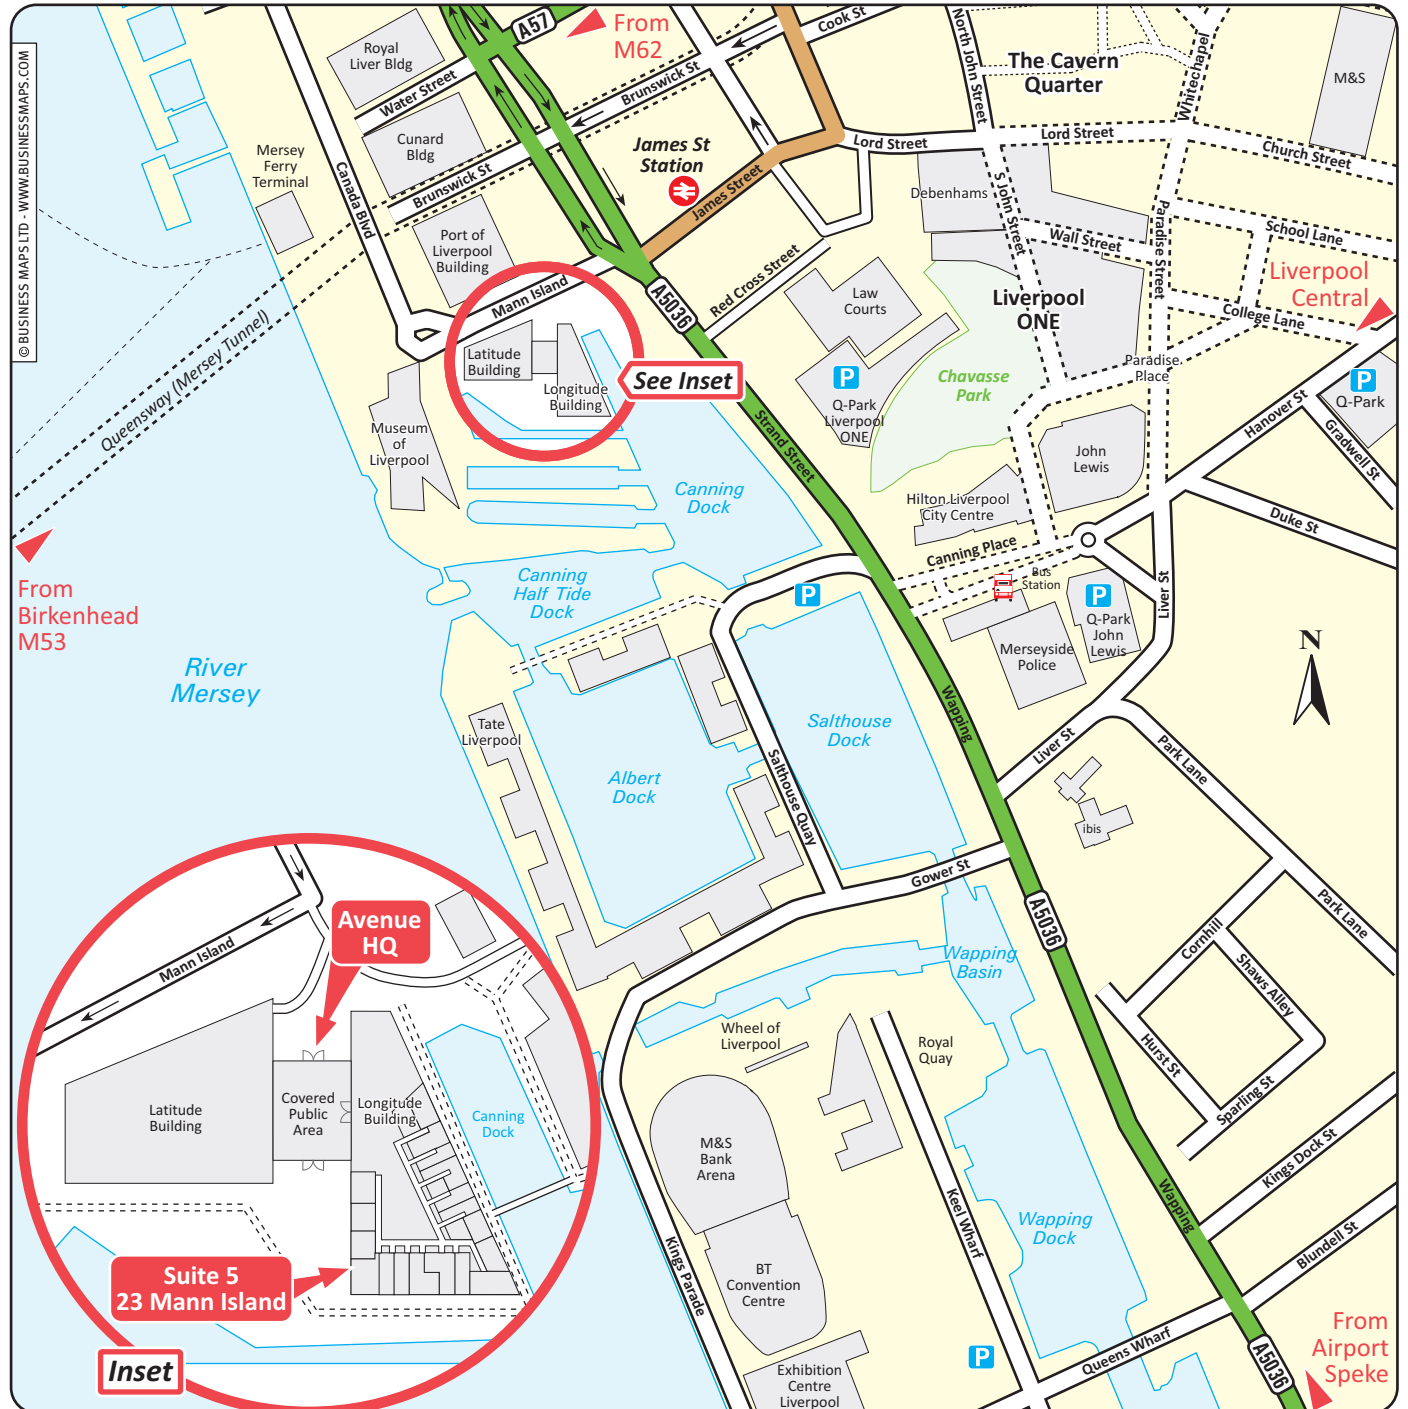 © BUSINESS MAPS LTD - WWW.BUSINESSMAPS.COM
A57
From
M62
Cook St
North John Street
The Cavern
Quarter
Whitechapel
M&S
Royal
Liver Bldg
Water Street
Brunswick St
Cunard
Bldg
Mersey
Ferry
Terminal
Canada Blvd
Brunswick St
James St
Station
James Street
Lord Street
Lord Street
Church Street
Debenhams
S John Street
Wall Street
Paradise Street
School Lane
Port of
Liverpool
Building
Mann Island
A5036
Red Cross Street
Law
Courts
Liverpool
ONE
Liverpool
Central
College Lane
Queensway (Mersey Tunnel)
Latitude
Building
Longitude
Building
See Inset
P
Q-Park
Liverpool
ONE
Chavasse
Park
Paradise
Place
P
Q-Park
Hanover St
Gradwell St
Museum
of
Liverpool
Strand Street
John
Lewis
Canning
Dock
Hilton Liverpool
City Centre
Duke St
Canning Place
Bus
Station
Liver St
From
Birkenhead
M53
Canning
Half Tide
Dock
P
P
Q-Park
John
Lewis
Merseyside
Police
N
River
Mersey
Tate
Liverpool
Salthouse
Dock
Wapping
Liver St
Park Lane
Albert
Dock
Salthouse Quay
ibis
Gower St
A5036
Park Lane
Cornhill
Shaws Alley
Wapping
Basin
Avenue
HQ
Mann Island
Wheel of
Liverpool
Royal
Quay
Hurst St
Sparling St
Latitude
Building
Covered
Public
Area
Longitude
Building
Canning
Dock
M&S
Bank
Arena
Kings Dock St
Keel Wharf
Wapping
Wapping
Dock
Blundell St
Kings Parade
BT
Convention
Centre
Suite 5
23 Mann Island
From
Airport
Speke
Queens Wharf
P
A5036
Inset
Exhibition
Centre
Liverpool